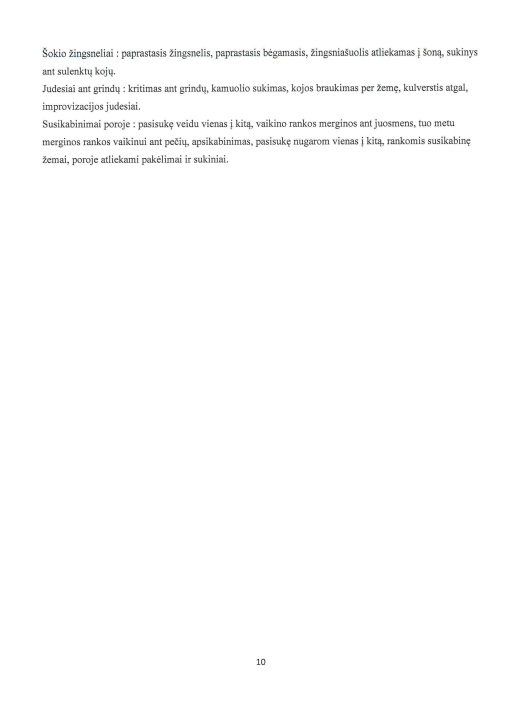 Šokio žingsneliai : paprastasis žingsnelis, paprastasis bėgamasis, žingsniašuolis atliekamas į šoną, sukinys
ant sulenktų kojų.
Judesiai ant grindų : kritimas ant grindų, kamuolio sukimas, kojos braukimas per žemę, kulverstis atgal,
improvizacijos judesiai.
Susikabinimai poroje : pasisukę veidu vienas į kitą, vaikino rankos merginos ant juosmens, tuo metu
merginos rankos vaikinui ant pečių, apsikabinimas, pasisukę nugarom vienas į kitą, rankomis susikabinę
žemai, poroje atliekami pakėlimai ir sukiniai.
10